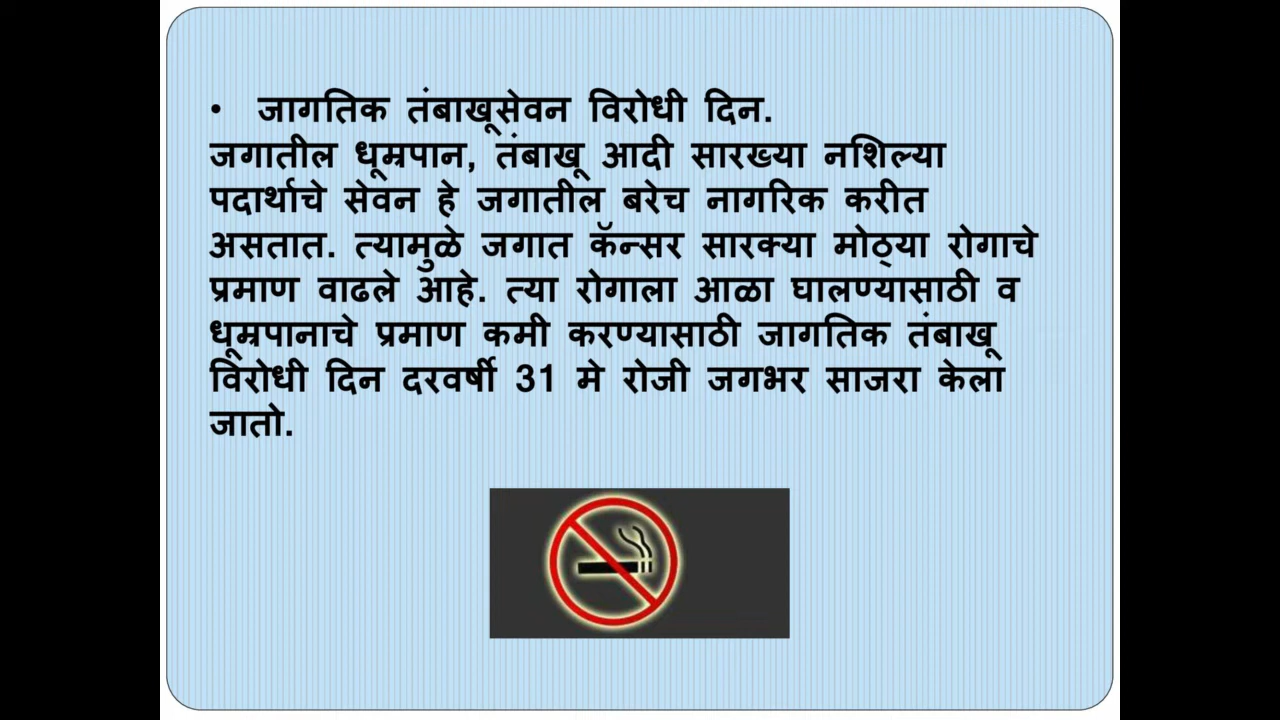 • जागतिक तंबाखूसेवन विरोधी दिन.
जगातील धूम्रपान, तंबाखू आदी सारख्या नशिल्या
पदार्थाचे सेवन हे जगातील बरेच नागरिक करीत
असतात. त्यामुळे जगात कॅन्सर सारक्या मोठ्या रोगाचे
प्रमाण वाढले आहे. त्या रोगाला आळा घालण्यासाठी व
धूम्रपानाचे प्रमाण कमी करण्यासाठी जागतिक तंबाखू
विरोधी दिन दरवर्षी 31 मे रोजी जगभर साजरा केला
जातो.